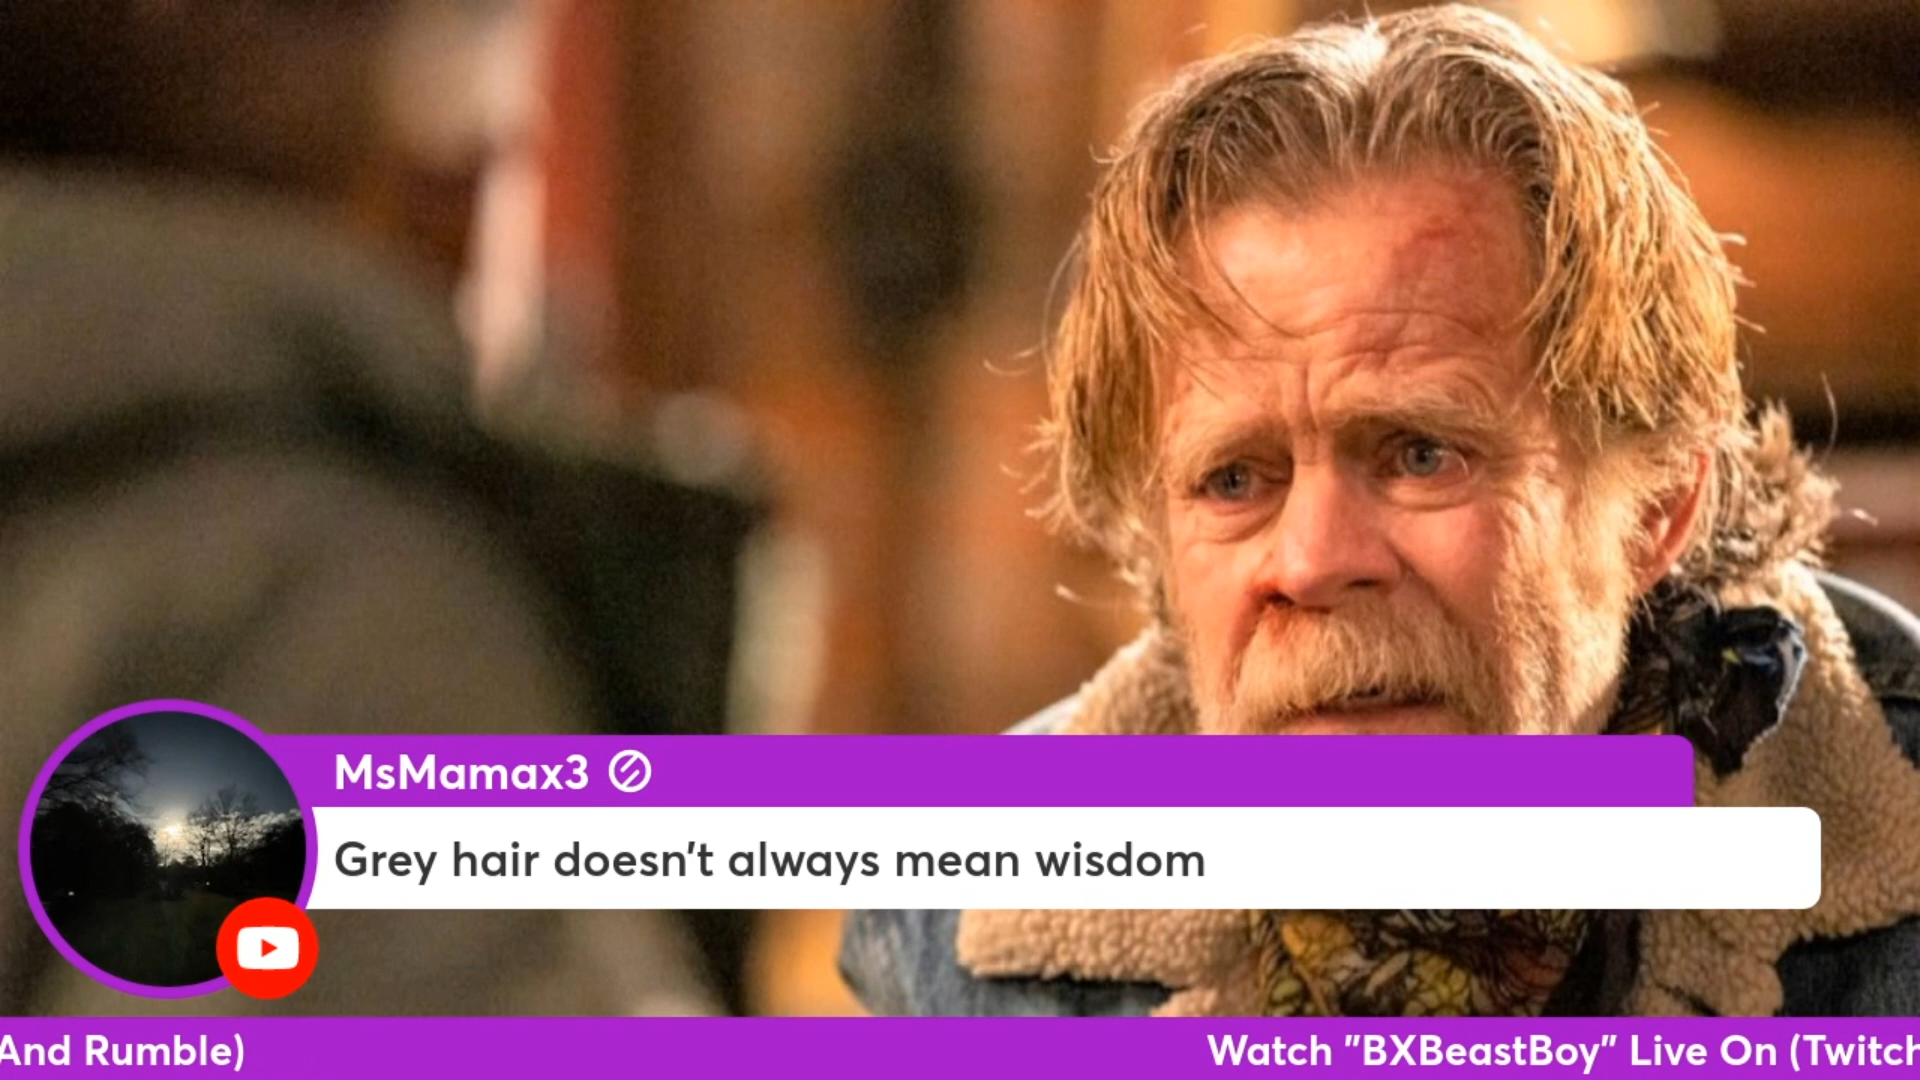 MsMamax3
Grey hair doesn't always mean wisdom
And Rumble)
Watch "BXBeastBoy" Live On (Twitch